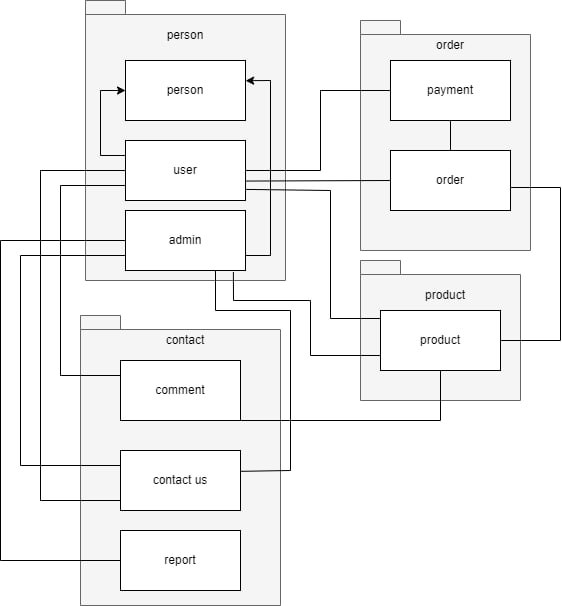 person
person
user
admin
order
payment
order
product
product
contact
comment
contact us
report